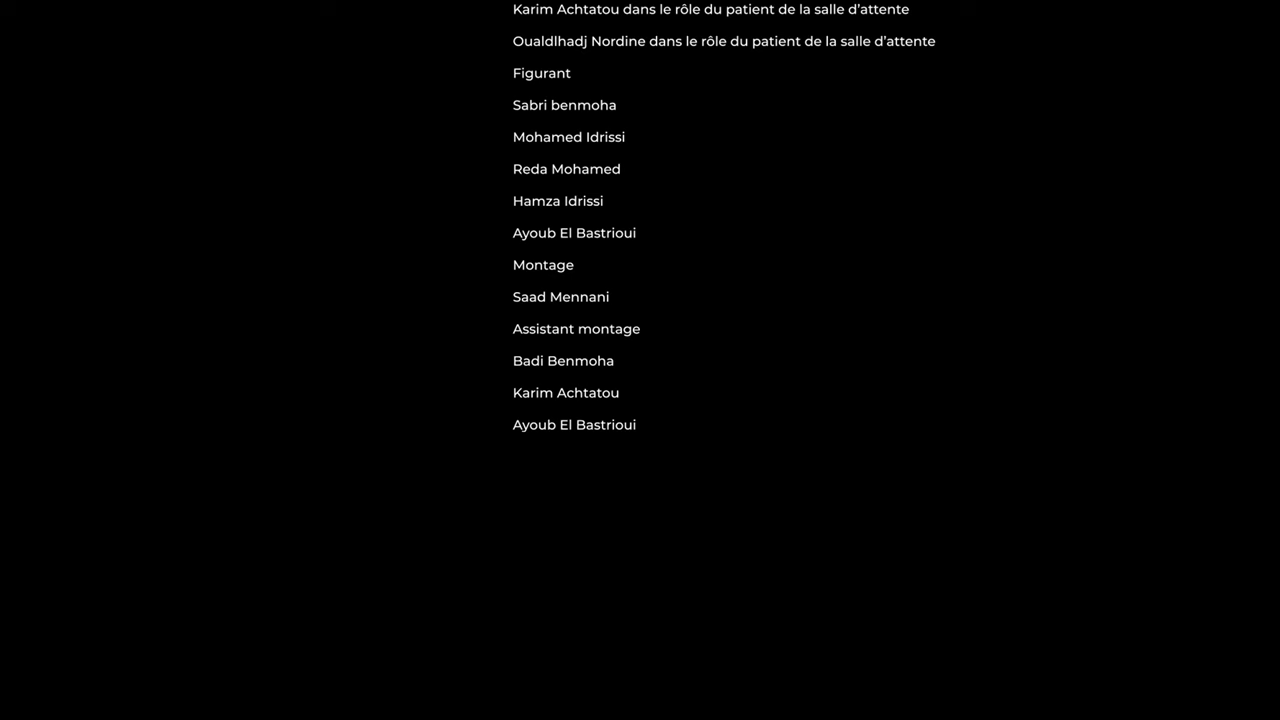 Karim Achtatou dans le rôle du patient de la salle d’attente
Oualdlhadj Nordine dans le rôle du patient de la salle d’attente
Figurant
Sabri benmoha
Mohamed Idrissi
Reda Mohamed
Hamza Idrissi
Ayoub El Bastrioui
Montage
Saad Mennani
Assistant montage
Badi Benmoha
Karim Achtatou
Ayoub El Bastrioui